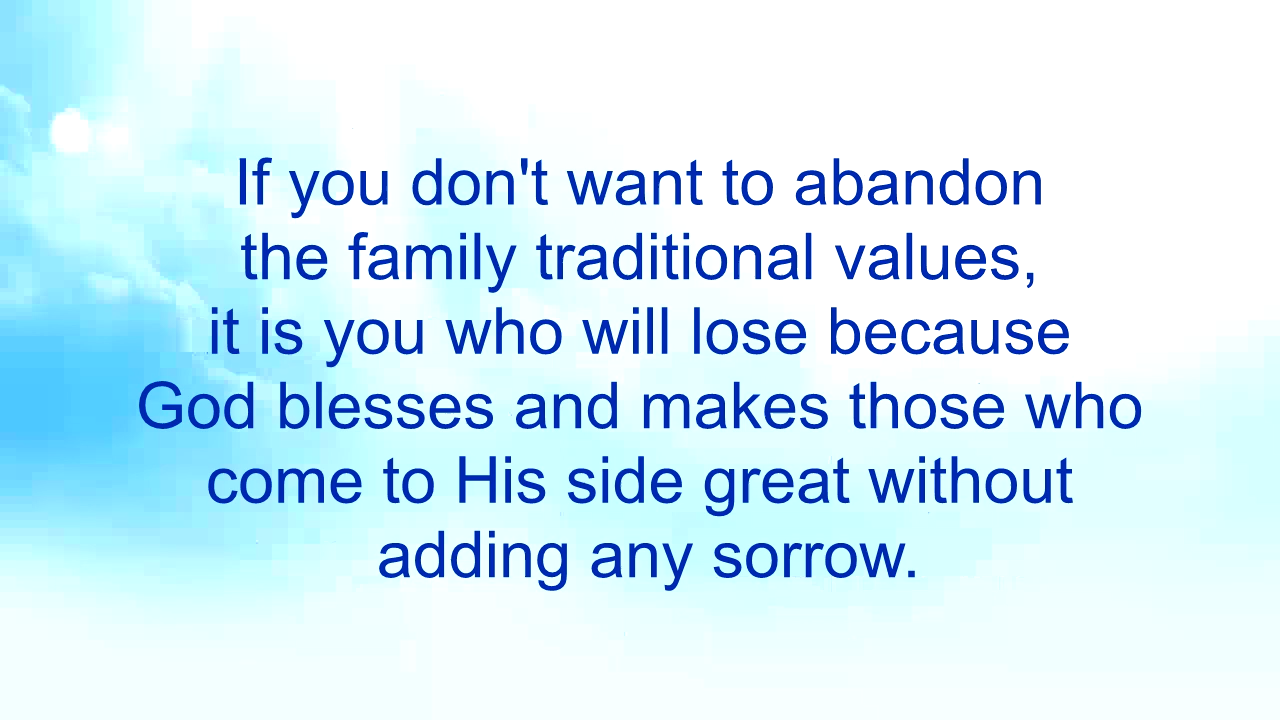 If you don't want to abandon
the family traditional values,
it is you who will lose because
God blesses and makes those who
come to His side great without
adding any sorrow.